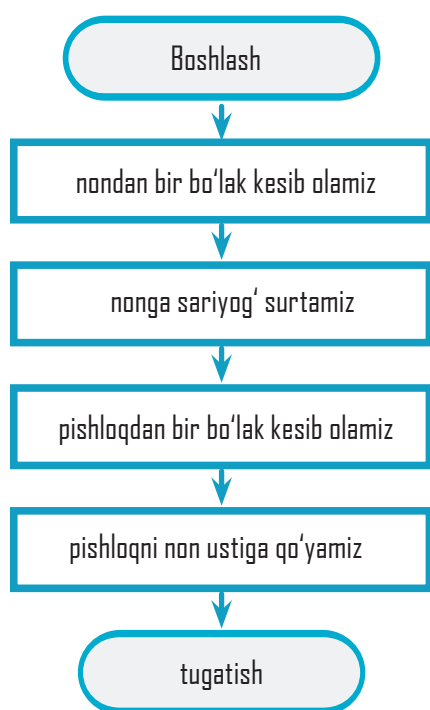 Boshlash
nondan bir bo‘lak kesib olamiz
nonga sariyog‘ surtamiz
pishloqdan bir bo‘lak kesib olamiz
pishloqni non ustiga qo‘yamiz
tugatish